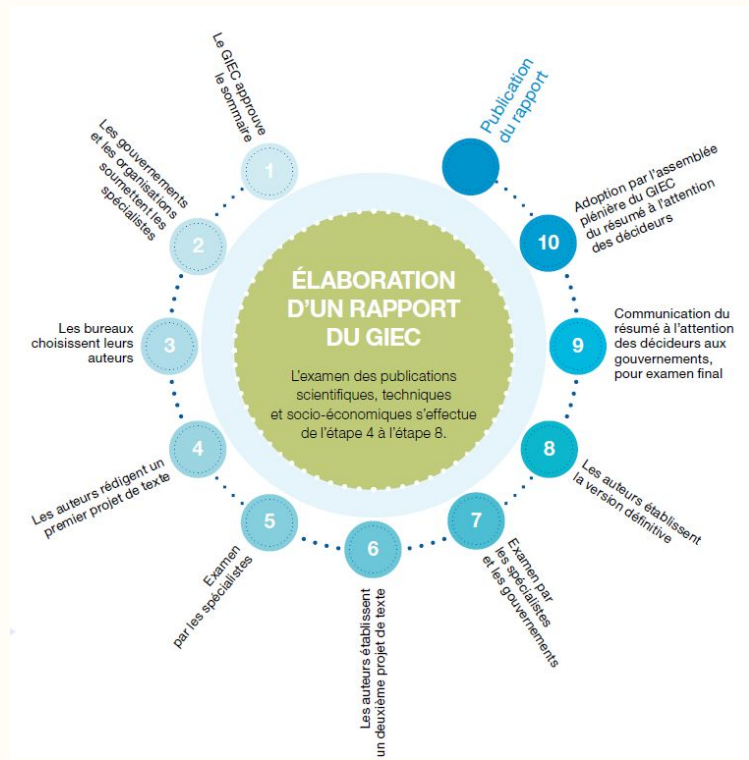 ÉLABORATION
D'UN RAPPORT
DU GIEC
L'examen des publications
scientifiques, techniques
et socio-économiques s'effectue
de l'étape 4 à l'étape 8.
1
Le GIEC approuve
le sommaire
2
Les gouvernements
et les organisations
soumettent les
spécialistes
3
Les bureaux
choisissent leurs
auteurs
4
Les auteurs rédigent un
premier projet de texte
5
Examen
par les spécialistes
6
Les auteurs établissent
un deuxième projet de texte
7
Examen par
les spécialistes
et les gouvernements
8
Les auteurs établissent
la version définitive
9
Communication du
résumé à l'attention
des décideurs aux
gouvernements,
pour examen final
10
Adoption par l'assemblée
plénière du GIEC
du résumé à l'attention
des décideurs
Publication
du rapport